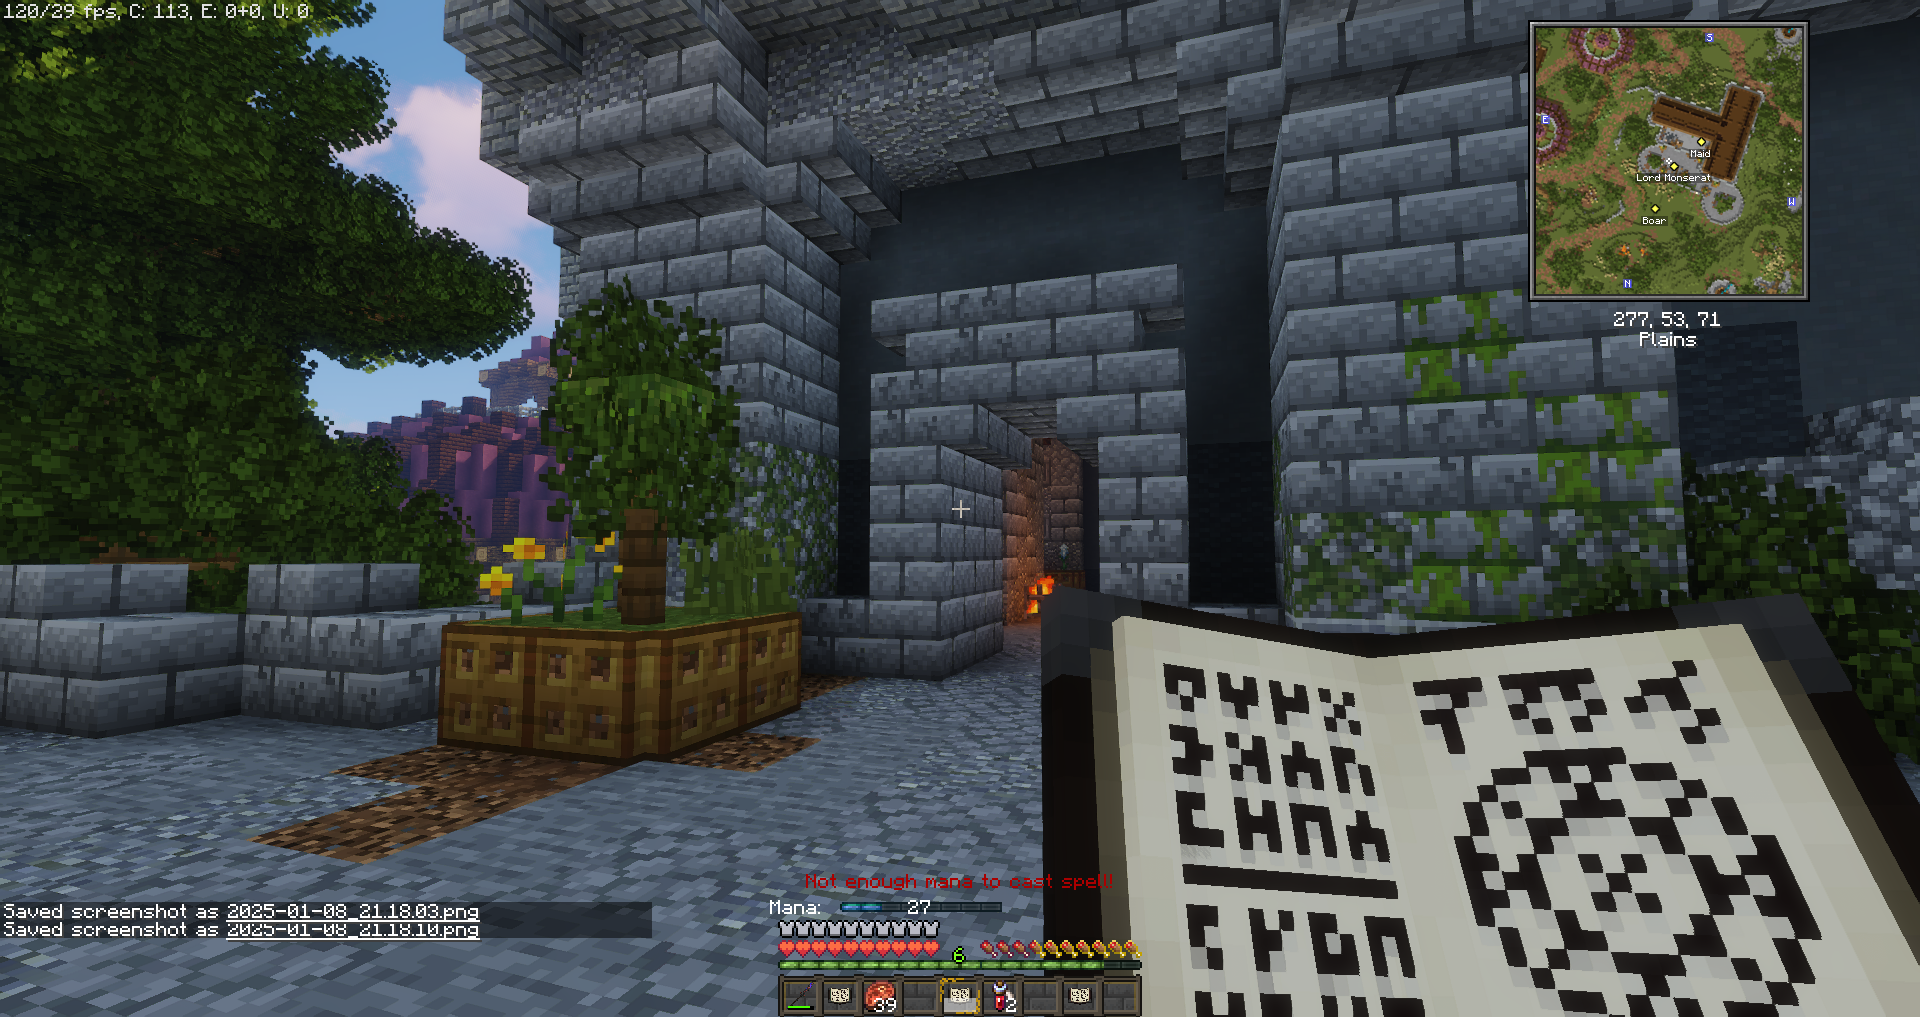 120/29 fps, C: 113, E: 0+0, U: 0
S
E
Maid
Lord Monserat
W
Boar
N
277, 53, 71
Plains
Not enough mana to cast spell!
Mana: 27
Saved screenshot as 2025-01-08_21.18.03.png
Saved screenshot as 2025-01-08_21.18.10.png
6
39
2